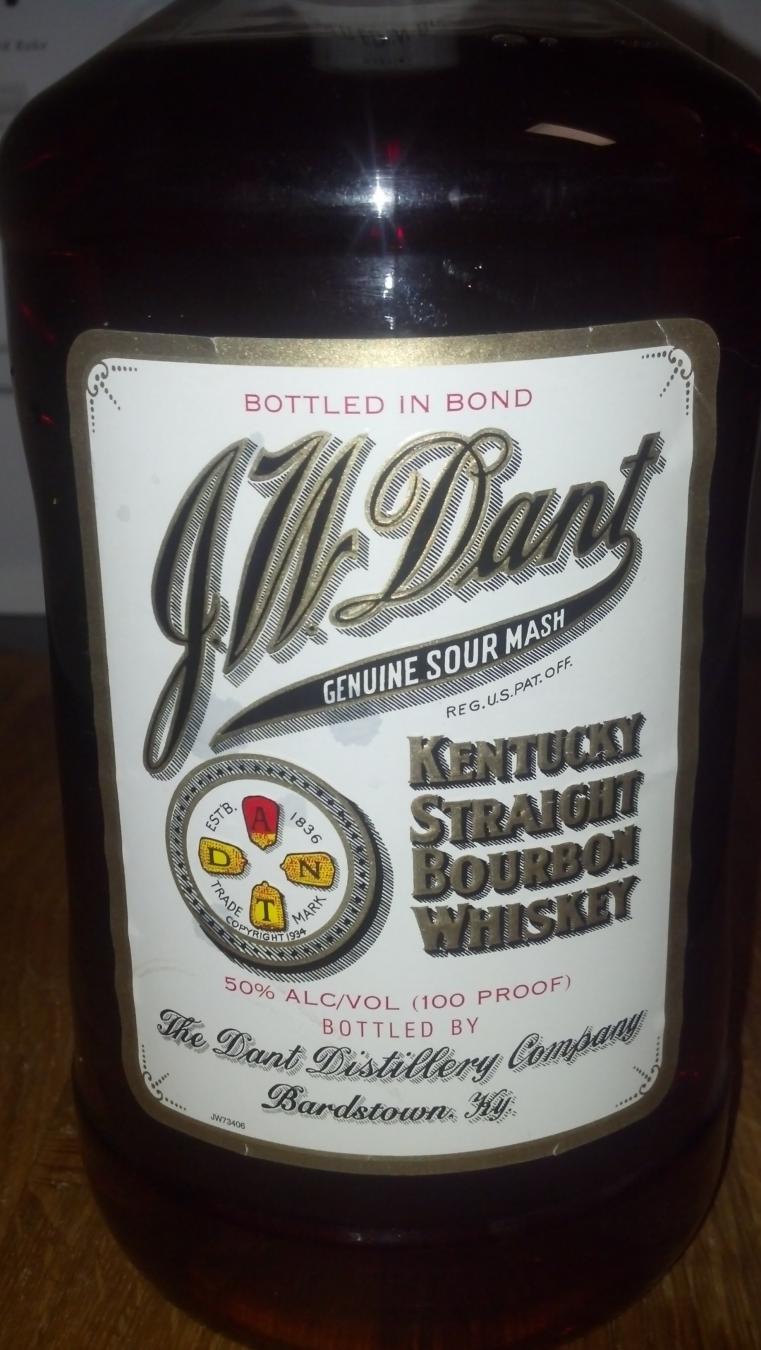 BOTTLED IN BOND
J.W. Dant
GENUINE SOUR MASH
REG. U.S. PAT. OFF.
KENTUCKY
STRAIGHT
BOURBON
WHISKEY
EST'B. 1836
D A N T
TRADE MARK
COPYRIGHT 1934
50% ALC/VOL (100 PROOF)
BOTTLED BY
The Dant Distillery Company
Bardstown, Ky.
JW73406